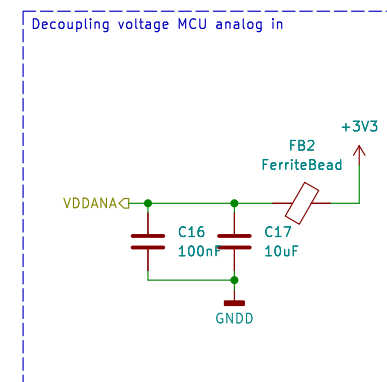 Decoupling voltage MCU analog in
+3V3
FB2
FerriteBead
VDDANA
C16
100nF
C17
10uF
GNDD